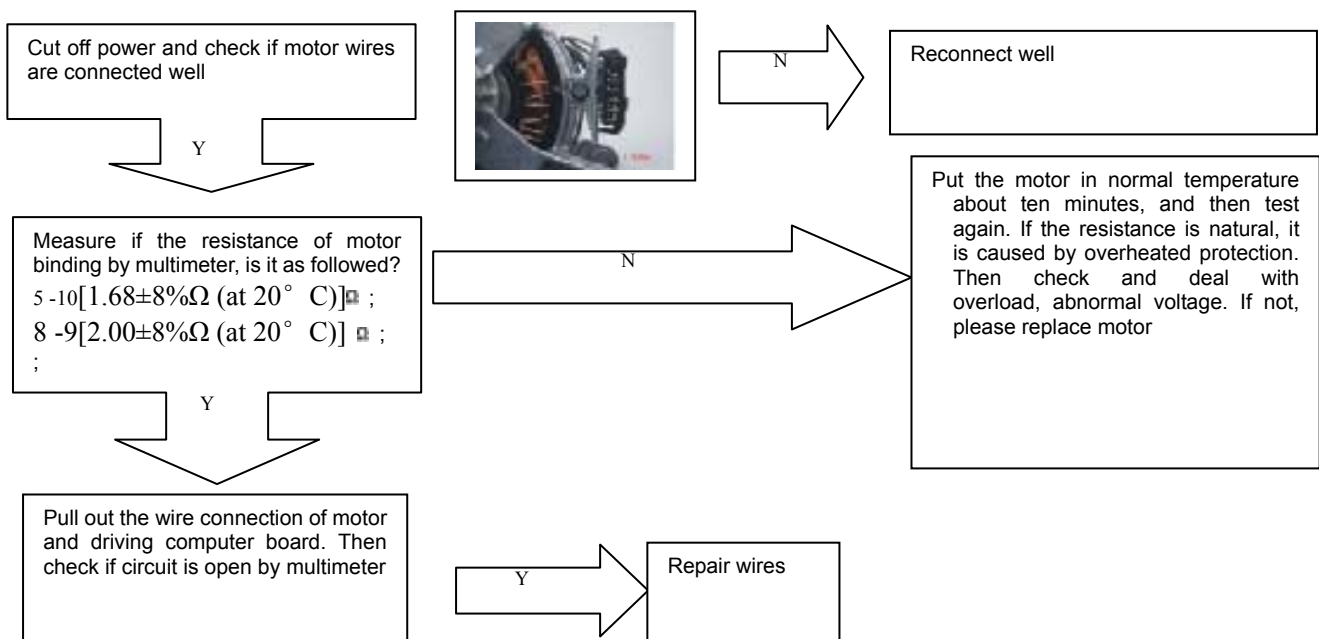 Cut off power and check if motor wires
are connected well
N
Reconnect well
Y
Measure if the resistance of motor
binding by multimeter, is it as followed?
5 -10[1.68±8%Ω (at 20° C)]Ω ;
8 -9[2.00±8%Ω (at 20° C)] Ω ;
;
N
Put the motor in normal temperature
about ten minutes, and then test
again. If the resistance is natural, it
is caused by overheated protection.
Then check and deal with
overload, abnormal voltage. If not,
please replace motor
Y
Pull out the wire connection of motor
and driving computer board. Then
check if circuit is open by multimeter
Y
Repair wires